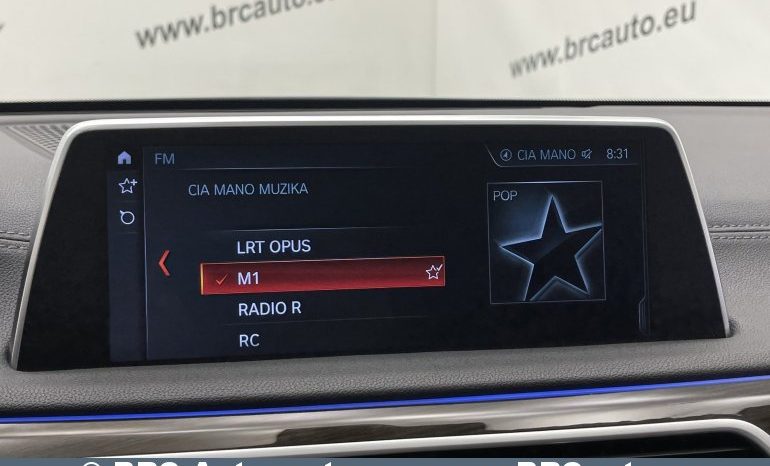 www.brcauto.eu
www.brcauto.eu
FM
CIA MANO 8:31
CIA MANO MUZIKA
POP
LRT OPUS
M1
RADIO R
RC